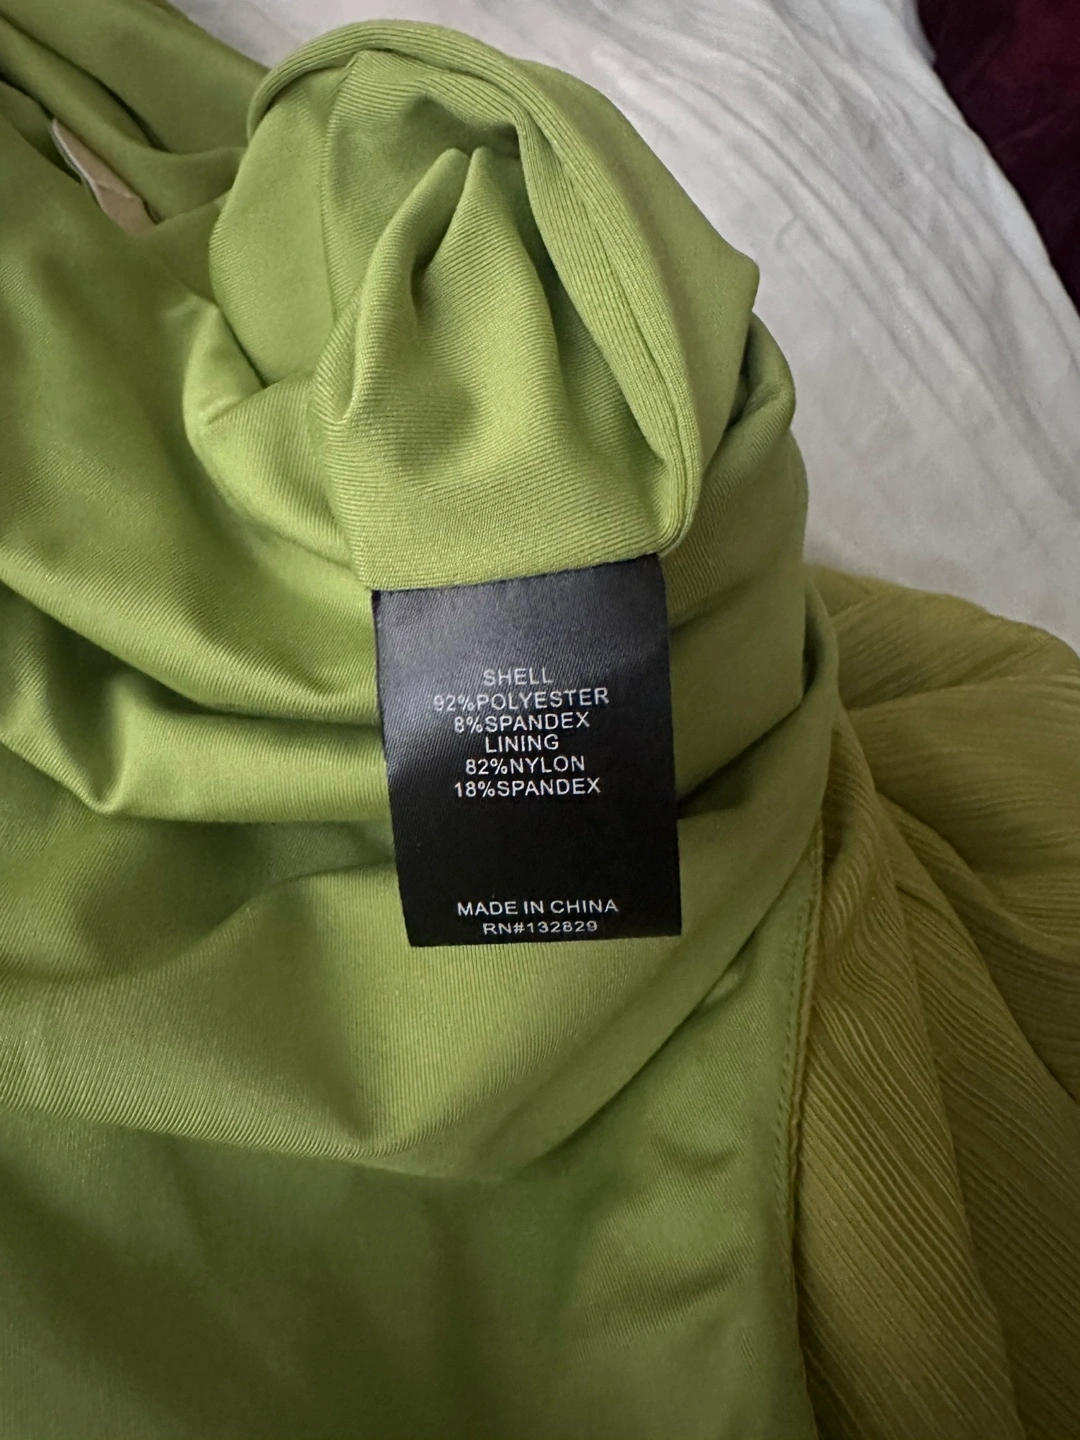 SHELL
92%POLYESTER
8%SPANDEX
LINING
82%NYLON
18%SPANDEX
MADE IN CHINA
RN#132829